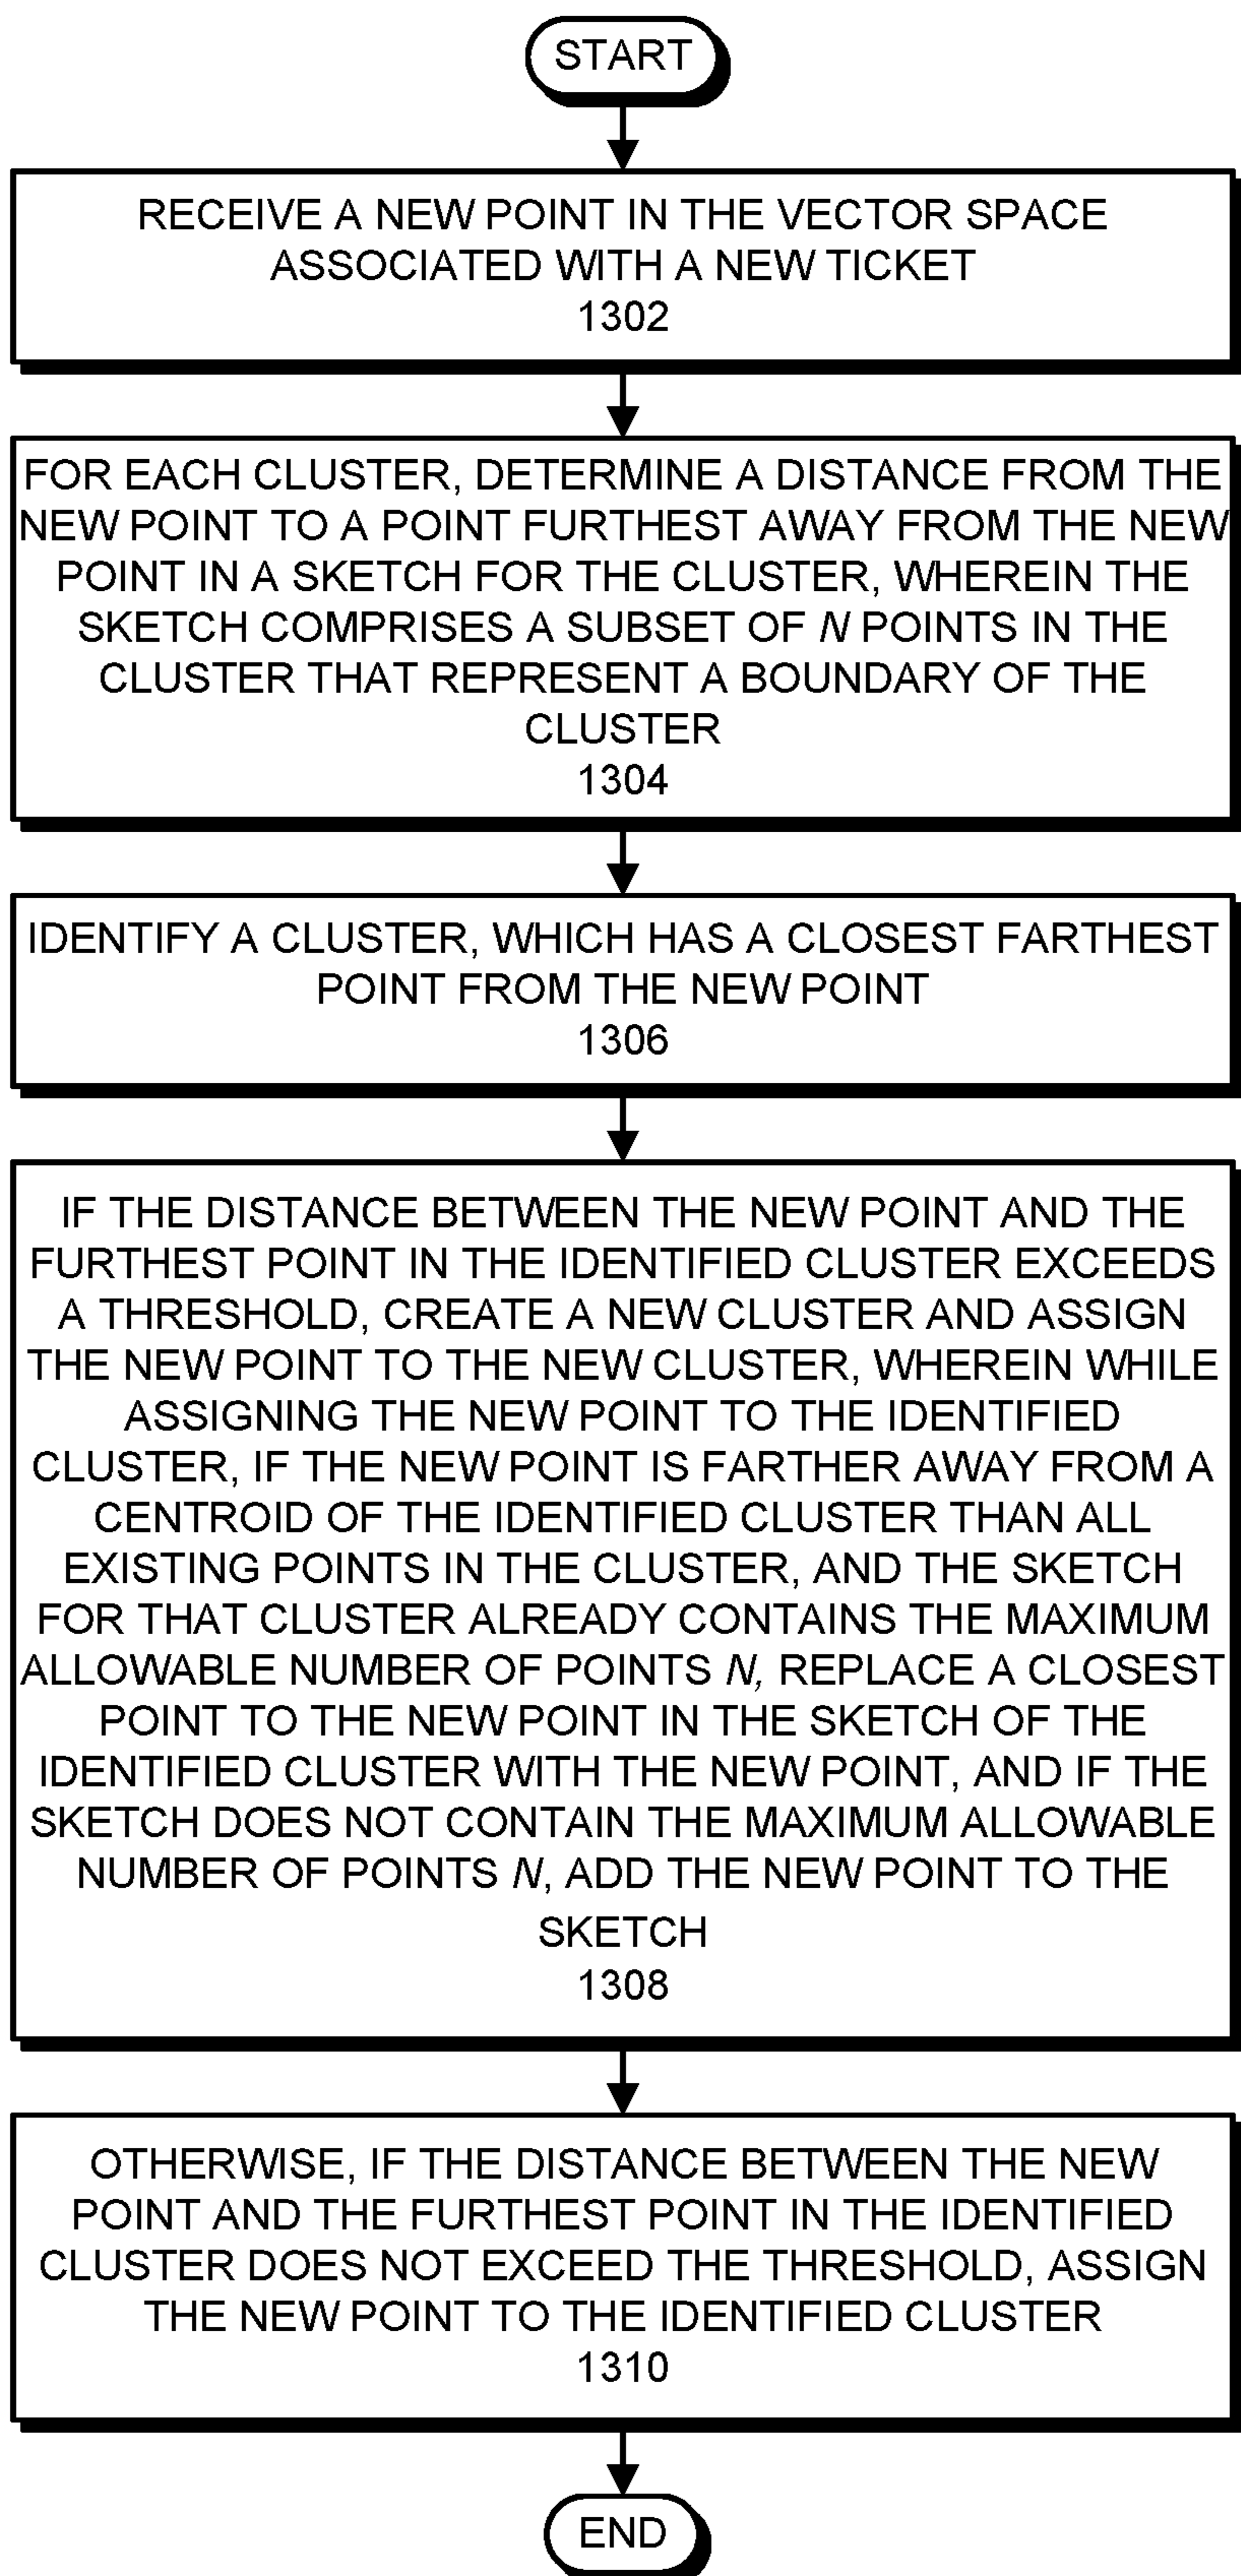 START
RECEIVE A NEW POINT IN THE VECTOR SPACE
ASSOCIATED WITH A NEW TICKET
1302
FOR EACH CLUSTER, DETERMINE A DISTANCE FROM THE
NEW POINT TO A POINT FURTHEST AWAY FROM THE NEW
POINT IN A SKETCH FOR THE CLUSTER, WHEREIN THE
SKETCH COMPRISES A SUBSET OF N POINTS IN THE
CLUSTER THAT REPRESENT A BOUNDARY OF THE
CLUSTER
1304
IDENTIFY A CLUSTER, WHICH HAS A CLOSEST FARTHEST
POINT FROM THE NEW POINT
1306
IF THE DISTANCE BETWEEN THE NEW POINT AND THE
FURTHEST POINT IN THE IDENTIFIED CLUSTER EXCEEDS
A THRESHOLD, CREATE A NEW CLUSTER AND ASSIGN
THE NEW POINT TO THE NEW CLUSTER, WHEREIN WHILE
ASSIGNING THE NEW POINT TO THE IDENTIFIED
CLUSTER, IF THE NEW POINT IS FARTHER AWAY FROM A
CENTROID OF THE IDENTIFIED CLUSTER THAN ALL
EXISTING POINTS IN THE CLUSTER, AND THE SKETCH
FOR THAT CLUSTER ALREADY CONTAINS THE MAXIMUM
ALLOWABLE NUMBER OF POINTS N, REPLACE A CLOSEST
POINT TO THE NEW POINT IN THE SKETCH OF THE
IDENTIFIED CLUSTER WITH THE NEW POINT, AND IF THE
SKETCH DOES NOT CONTAIN THE MAXIMUM ALLOWABLE
NUMBER OF POINTS N, ADD THE NEW POINT TO THE
SKETCH
1308
OTHERWISE, IF THE DISTANCE BETWEEN THE NEW
POINT AND THE FURTHEST POINT IN THE IDENTIFIED
CLUSTER DOES NOT EXCEED THE THRESHOLD, ASSIGN
THE NEW POINT TO THE IDENTIFIED CLUSTER
1310
END